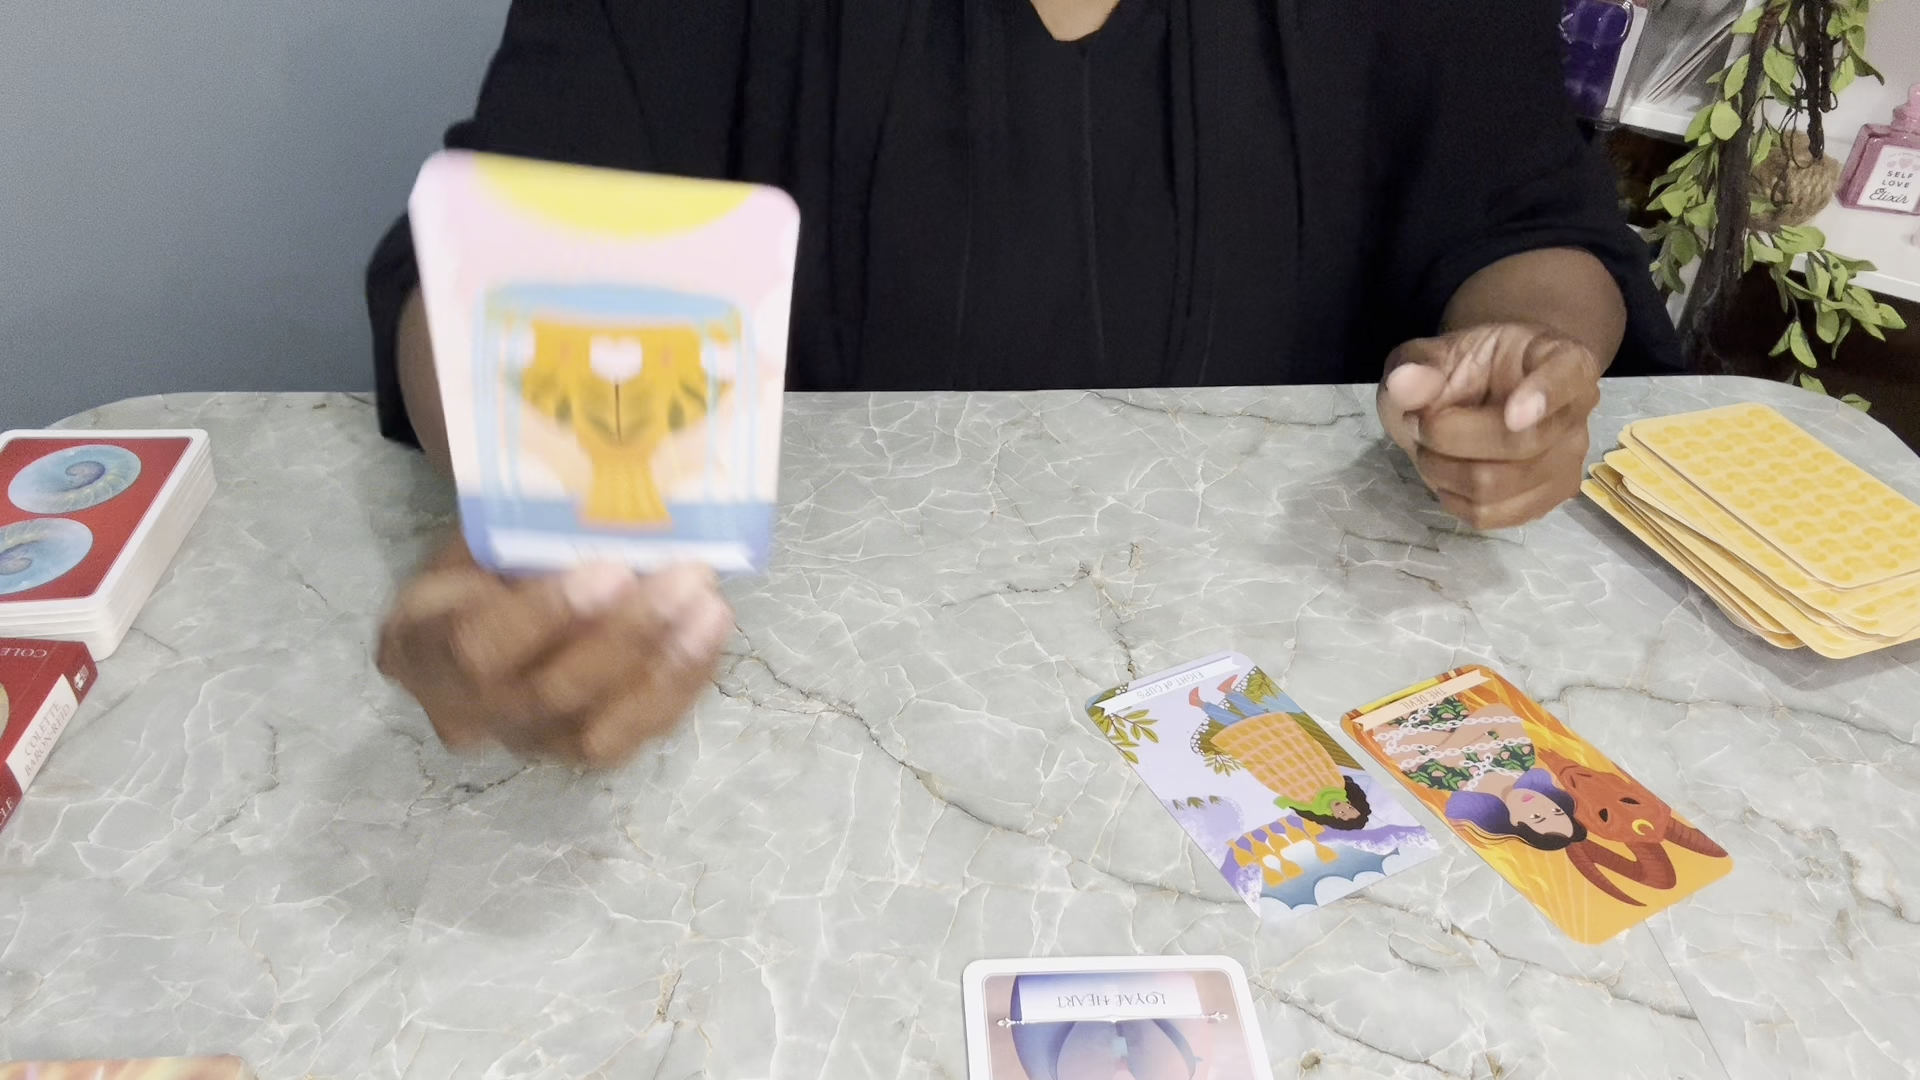 SELF
LOVE
Elixir
COLETTE
BARON-REID
EIGHT of CUPS
THE DEVIL
LOYAL HEART